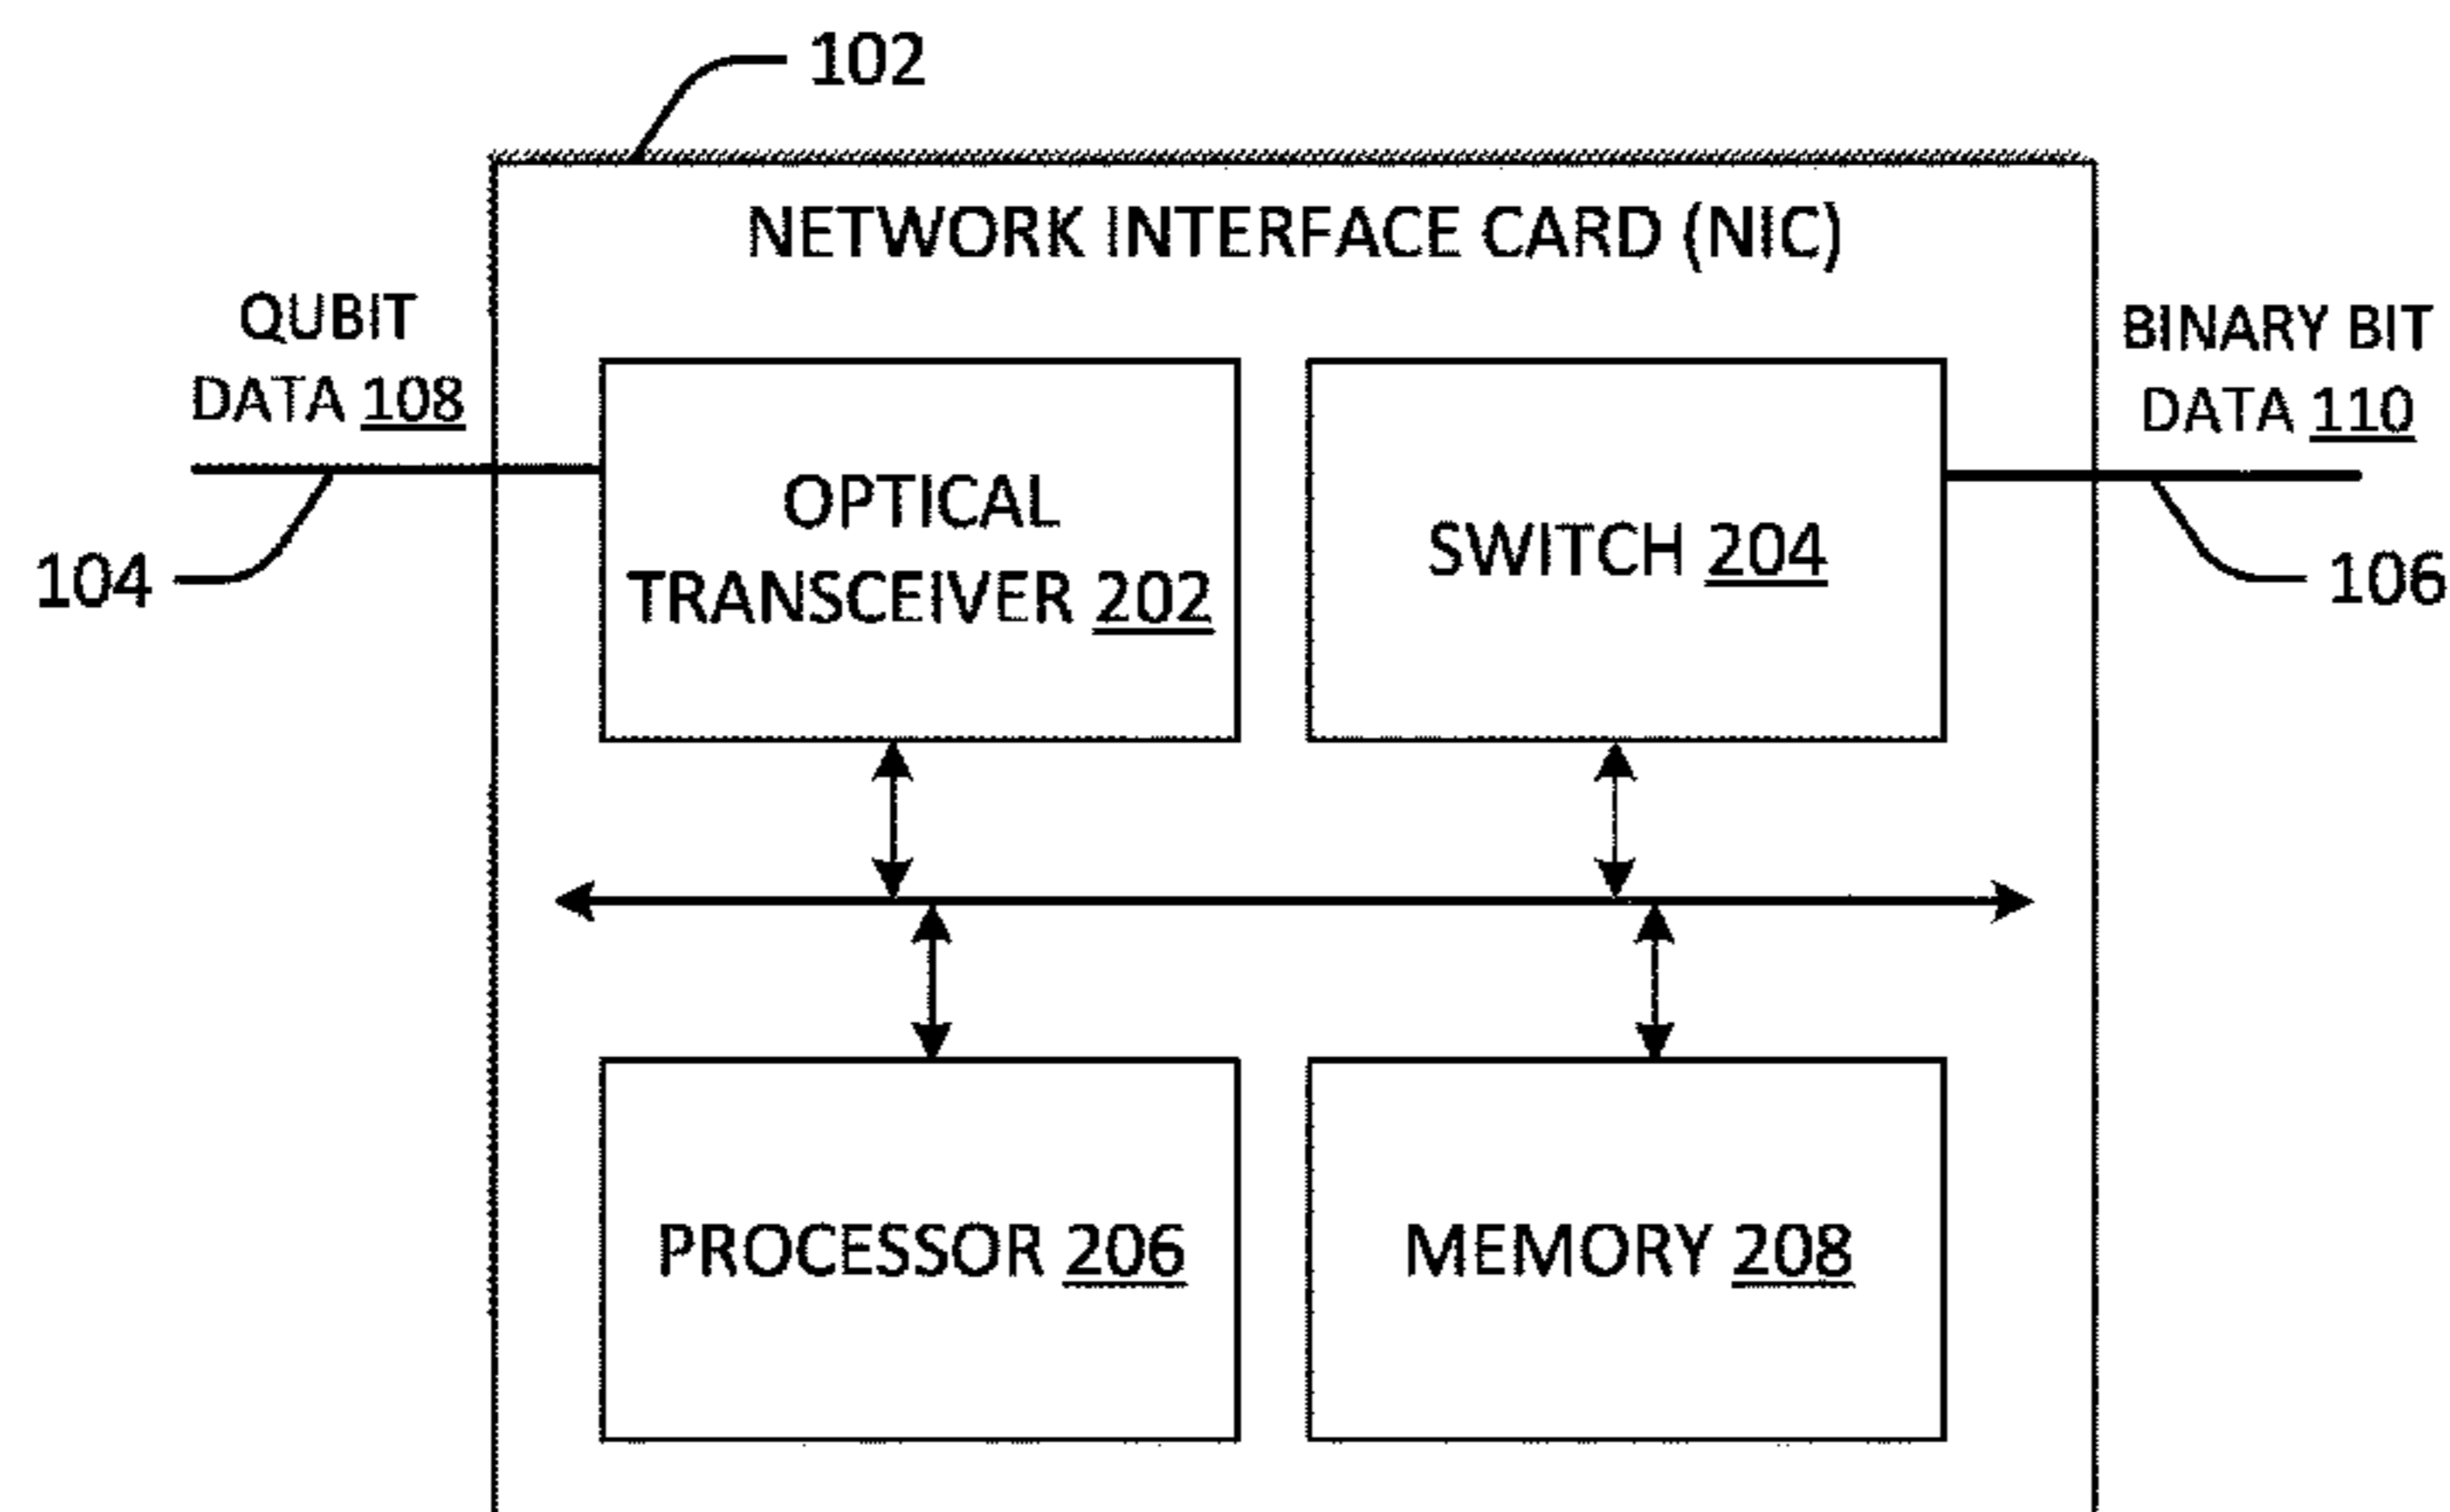 102
NETWORK INTERFACE CARD (NIC)
QUBIT
DATA 108
BINARY BIT
DATA 110
OPTICAL
TRANSCEIVER 202
SWITCH 204
104
106
PROCESSOR 206
MEMORY 208